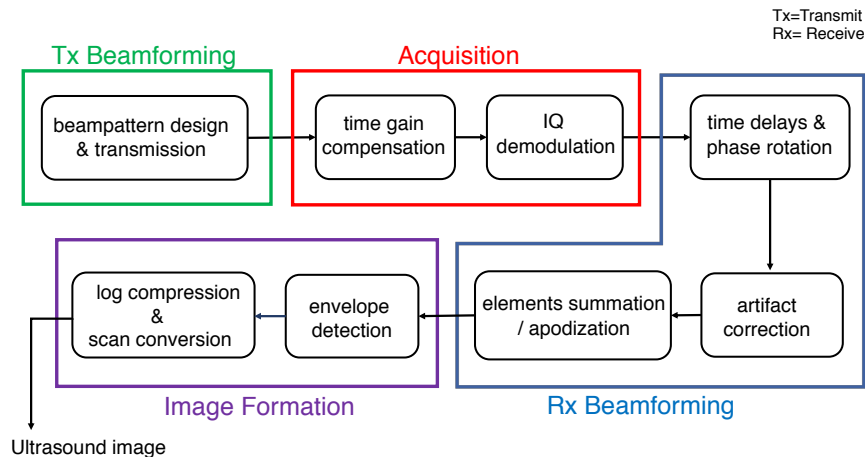 Tx=Transmit
Rx= Receive
Tx Beamforming
Acquisition
beampattern design
& transmission
time gain
compensation
IQ
demodulation
time delays &
phase rotation
log compression
&
scan conversion
envelope
detection
elements summation
/ apodization
artifact
correction
Image Formation
Rx Beamforming
Ultrasound image